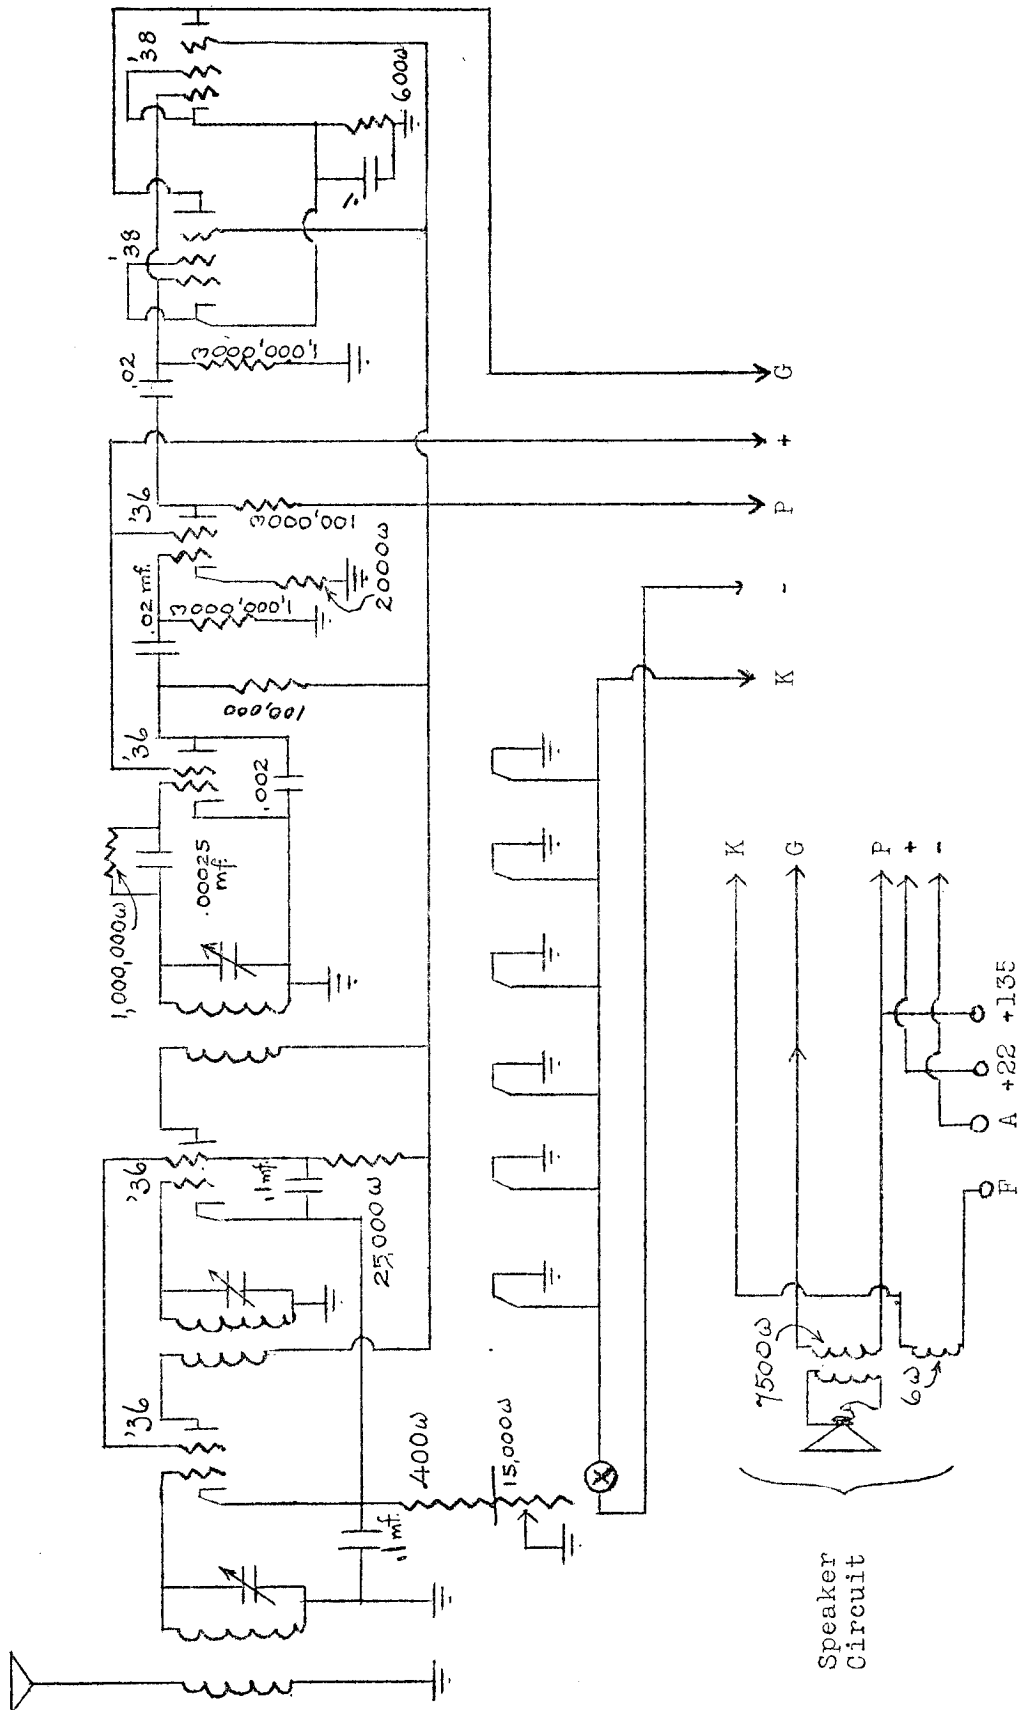 '36
'36
'36
'36
'38
'38
1,000,000ω
.00025
mf.
.002
100,000
.02 mf.
1,000,000ω
2000ω
100,000ω
.02
1,000,000ω
600ω
.1 mf.
25,000ω
.1 mf.
400ω
15,000ω
K
-
P
+
G
Speaker
Circuit
7500ω
6ω
K
G
P
+
-
F
A
+22
+135